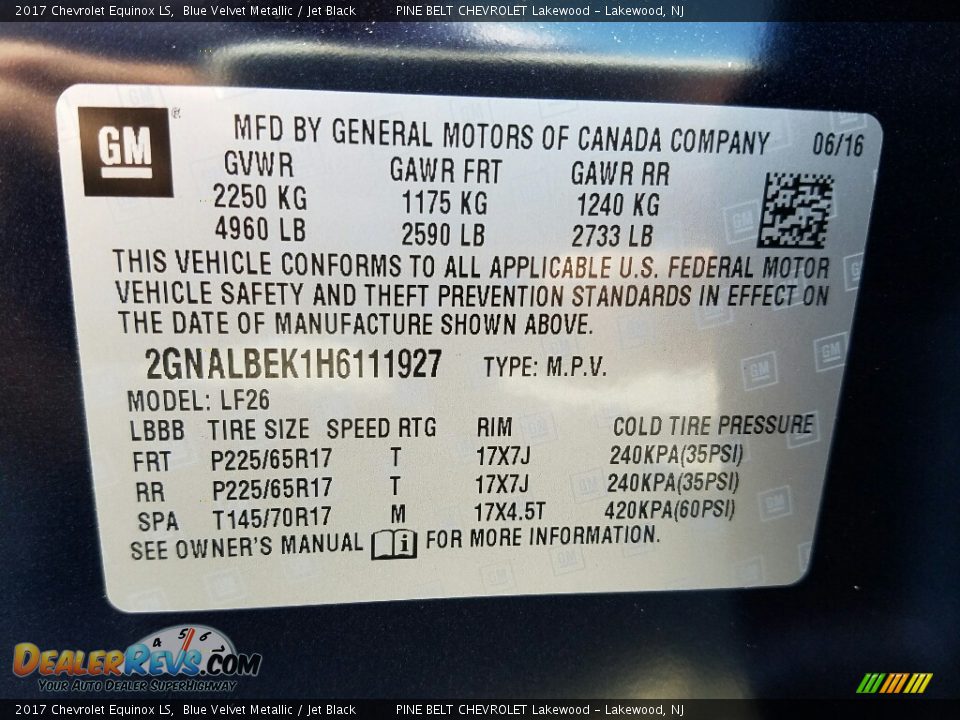 2017 Chevrolet Equinox LS, Blue Velvet Metallic / Jet Black PINE BELT CHEVROLET Lakewood – Lakewood, NJ
GM ®
MFD BY GENERAL MOTORS OF CANADA COMPANY 06/16
GVWR GAWR FRT GAWR RR
2250 KG 1175 KG 1240 KG
4960 LB 2590 LB 2733 LB
THIS VEHICLE CONFORMS TO ALL APPLICABLE U.S. FEDERAL MOTOR
VEHICLE SAFETY AND THEFT PREVENTION STANDARDS IN EFFECT ON
THE DATE OF MANUFACTURE SHOWN ABOVE.
2GNALBEK1H6111927 TYPE: M.P.V.
MODEL: LF26
LBBB TIRE SIZE SPEED RTG RIM COLD TIRE PRESSURE
FRT P225/65R17 T 17X7J 240KPA(35PSI)
RR P225/65R17 T 17X7J 240KPA(35PSI)
SPA T145/70R17 M 17X4.5T 420KPA(60PSI)
SEE OWNER'S MANUAL i FOR MORE INFORMATION.
4 5 6
DEALERREVS.COM
YOUR AUTO DEALER SUPERHIGHWAY
2017 Chevrolet Equinox LS, Blue Velvet Metallic / Jet Black PINE BELT CHEVROLET Lakewood – Lakewood, NJ